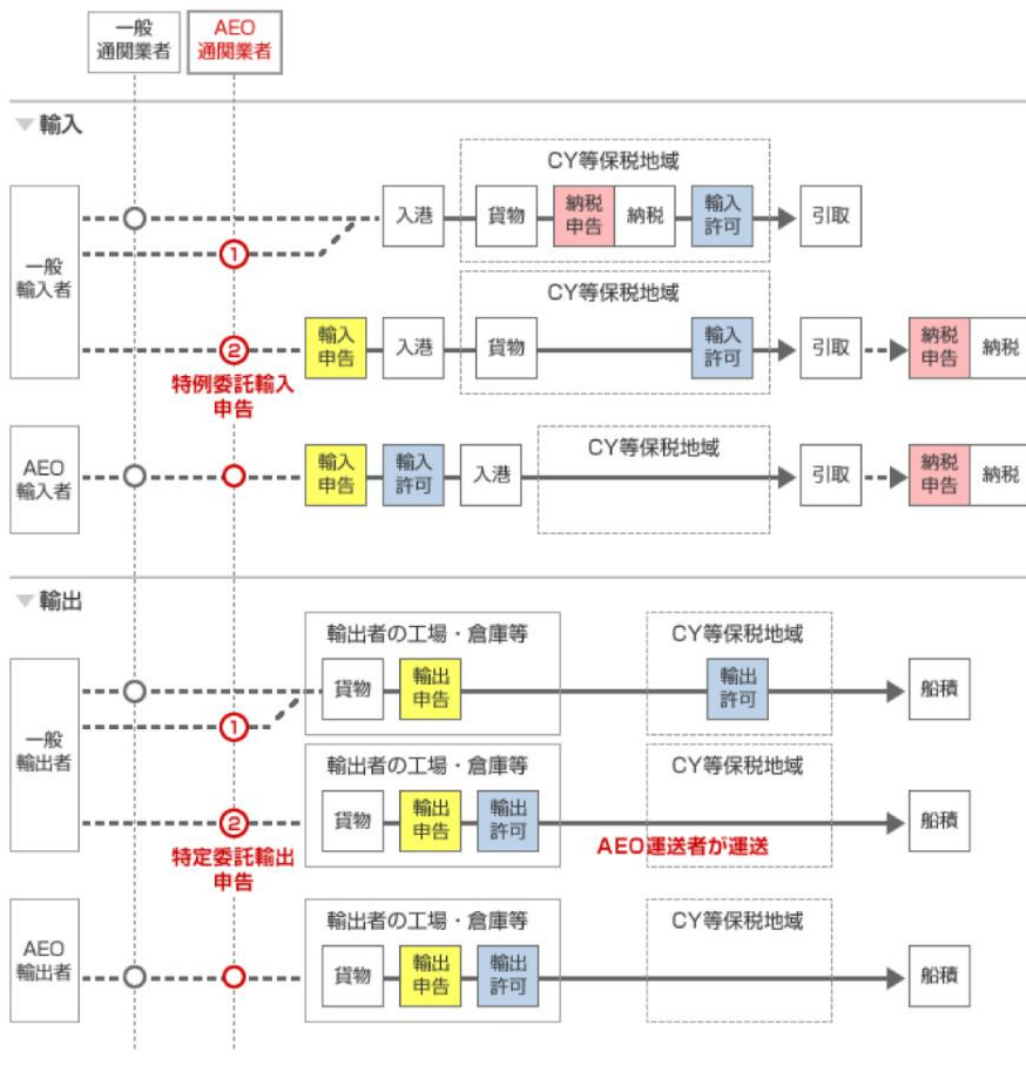 一般
通関業者
AEO
通関業者
輸入
一般
輸入者
CY等保税地域
入港
貨物
納税
申告
納税
輸入
許可
引取
①
CY等保税地域
②
特例委託輸入
申告
輸入
申告
入港
貨物
輸入
許可
引取
納税
申告
納税
AEO
輸入者
輸入
申告
輸入
許可
入港
CY等保税地域
引取
納税
申告
納税
輸出
一般
輸出者
輸出者の工場・倉庫等
貨物
輸出
申告
CY等保税地域
輸出
許可
船積
①
②
特定委託輸出
申告
輸出者の工場・倉庫等
貨物
輸出
申告
輸出
許可
CY等保税地域
AEO運送者が運送
船積
AEO
輸出者
輸出者の工場・倉庫等
貨物
輸出
申告
輸出
許可
CY等保税地域
船積